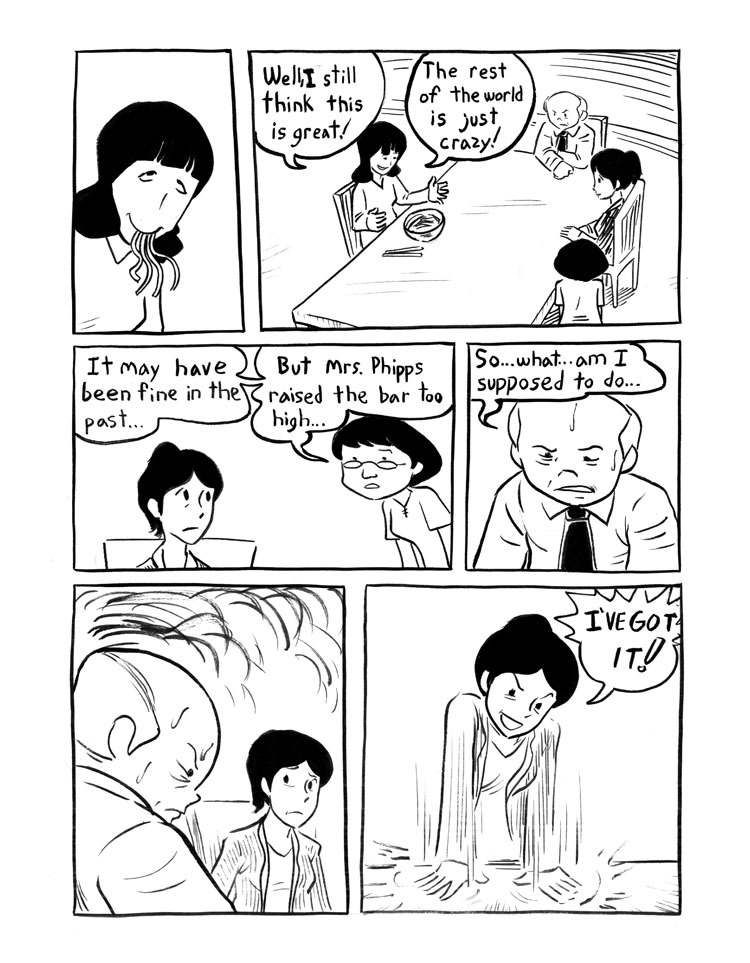 Well, I still
think this
is great!
The rest
of the world
is just
crazy!
It may have
been fine in the
past...
But Mrs. Phipps
raised the bar too
high...
So...what...am I
supposed to do...
I'VE GOT
IT!